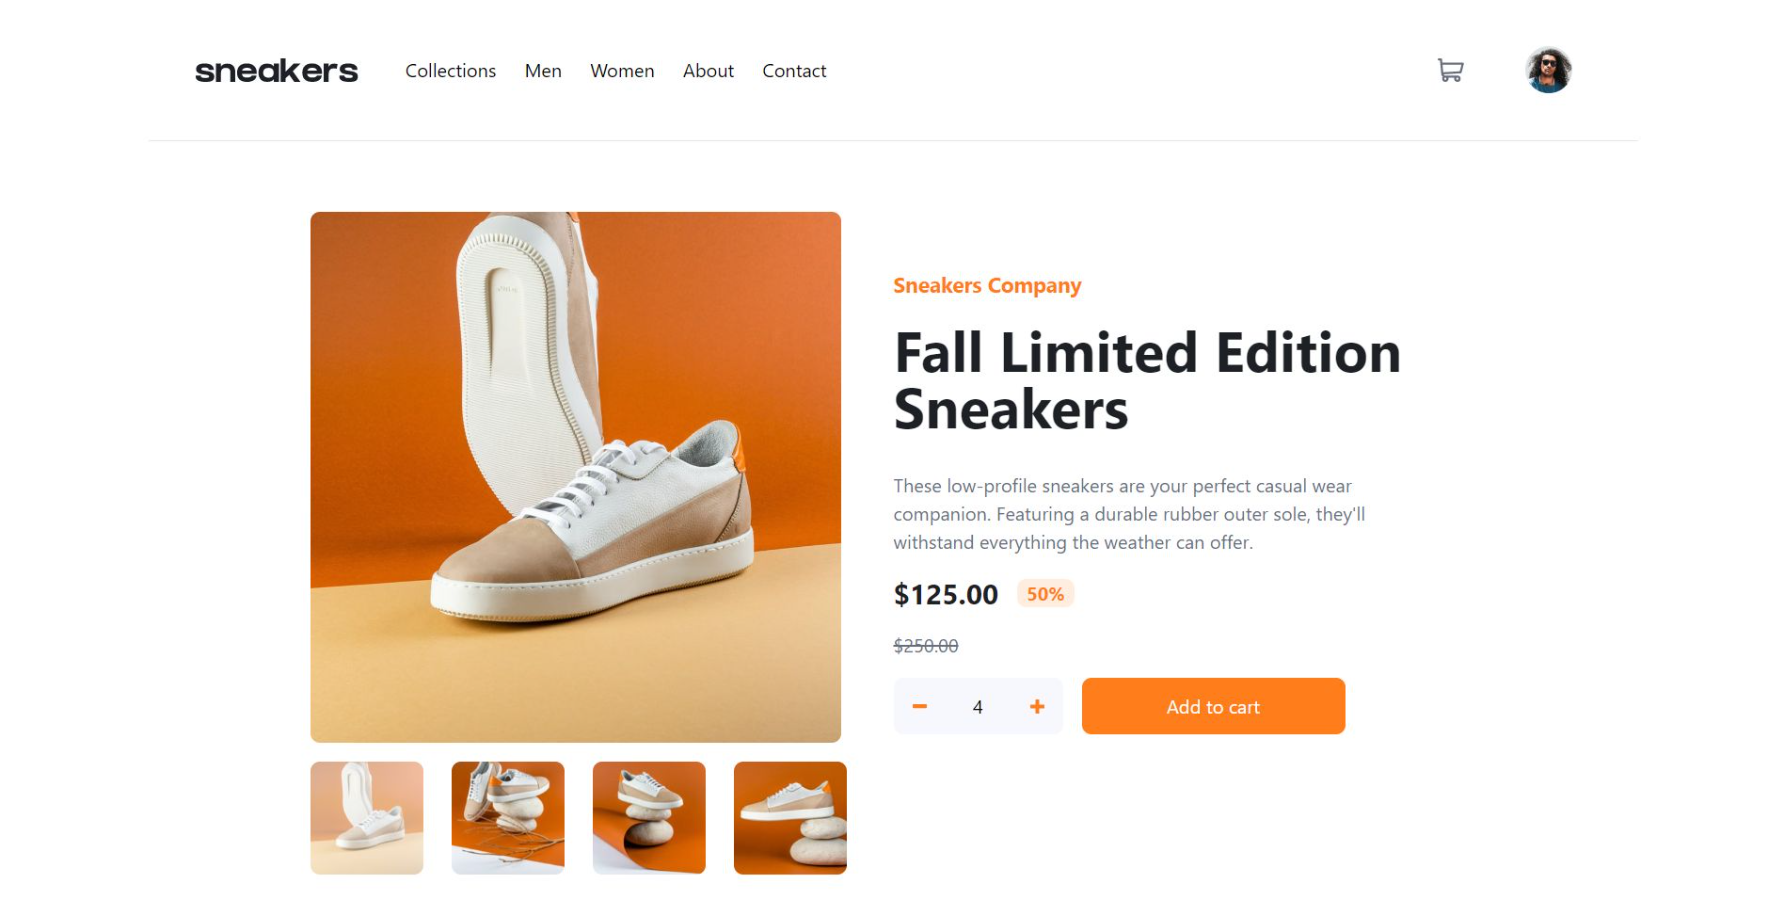 sneakers
Collections Men Women About Contact
Sneakers Company
Fall Limited Edition
Sneakers
These low-profile sneakers are your perfect casual wear
companion. Featuring a durable rubber outer sole, they'll
withstand everything the weather can offer.
$125.00 50%
$250.00
4 Add to cart